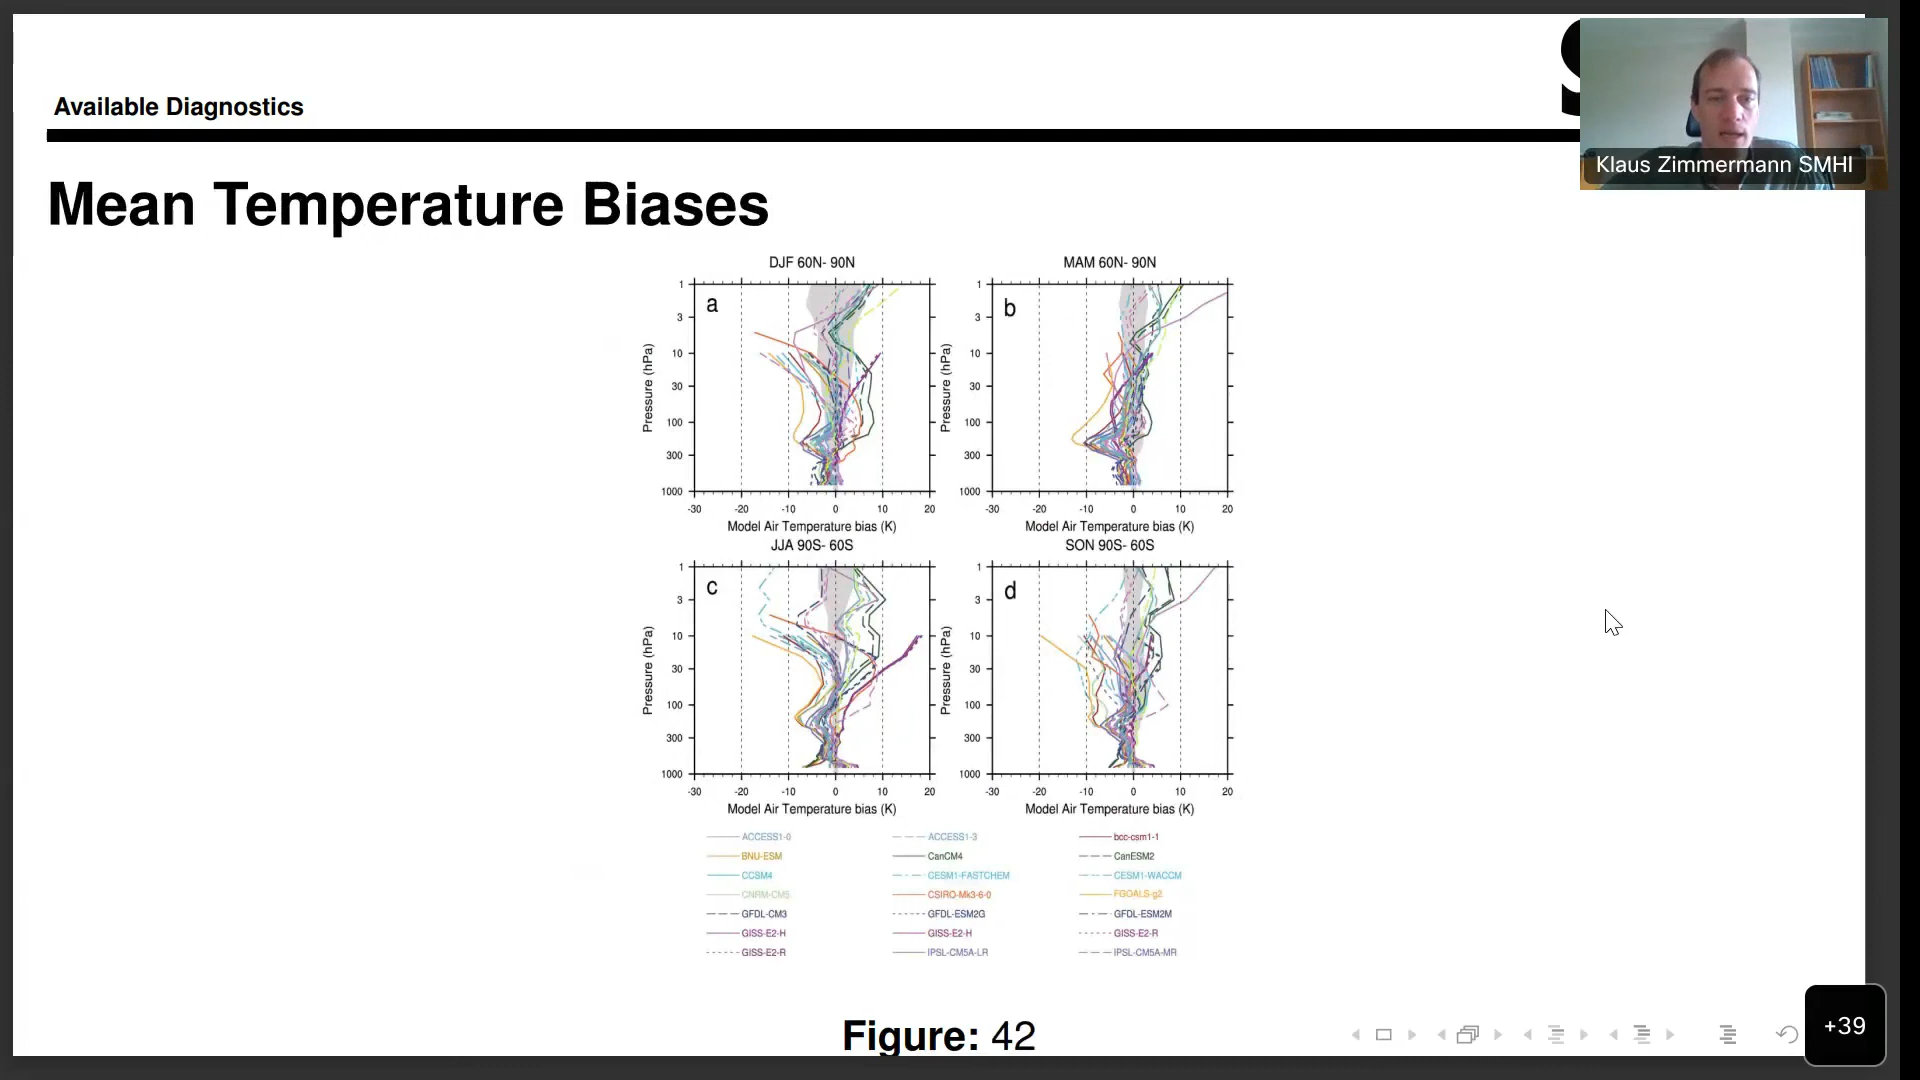 Available Diagnostics
Klaus Zimmermann SMHI
Mean Temperature Biases
DJF 60N- 90N
a
1
3
10
30
100
300
1000
Pressure (hPa)
-30 -20 -10 0 10 20
Model Air Temperature bias (K)
MAM 60N- 90N
b
1
3
10
30
100
300
1000
Pressure (hPa)
-30 -20 -10 0 10 20
Model Air Temperature bias (K)
JJA 90S- 60S
c
1
3
10
30
100
300
1000
Pressure (hPa)
-30 -20 -10 0 10 20
Model Air Temperature bias (K)
SON 90S- 60S
d
1
3
10
30
100
300
1000
Pressure (hPa)
-30 -20 -10 0 10 20
Model Air Temperature bias (K)
ACCESS1-0 ACCESS1-3 bcc-csm1-1
BNU-ESM CanCM4 CanESM2
CCSM4 CESM1-FASTCHEM CESM1-WACCM
CNRM-CM5 CSIRO-Mk3-6-0 FGOALS-g2
GFDL-CM3 GFDL-ESM2G GFDL-ESM2M
GISS-E2-H GISS-E2-H GISS-E2-R
GISS-E2-R IPSL-CM5A-LR IPSL-CM5A-MR
Figure: 42
+39